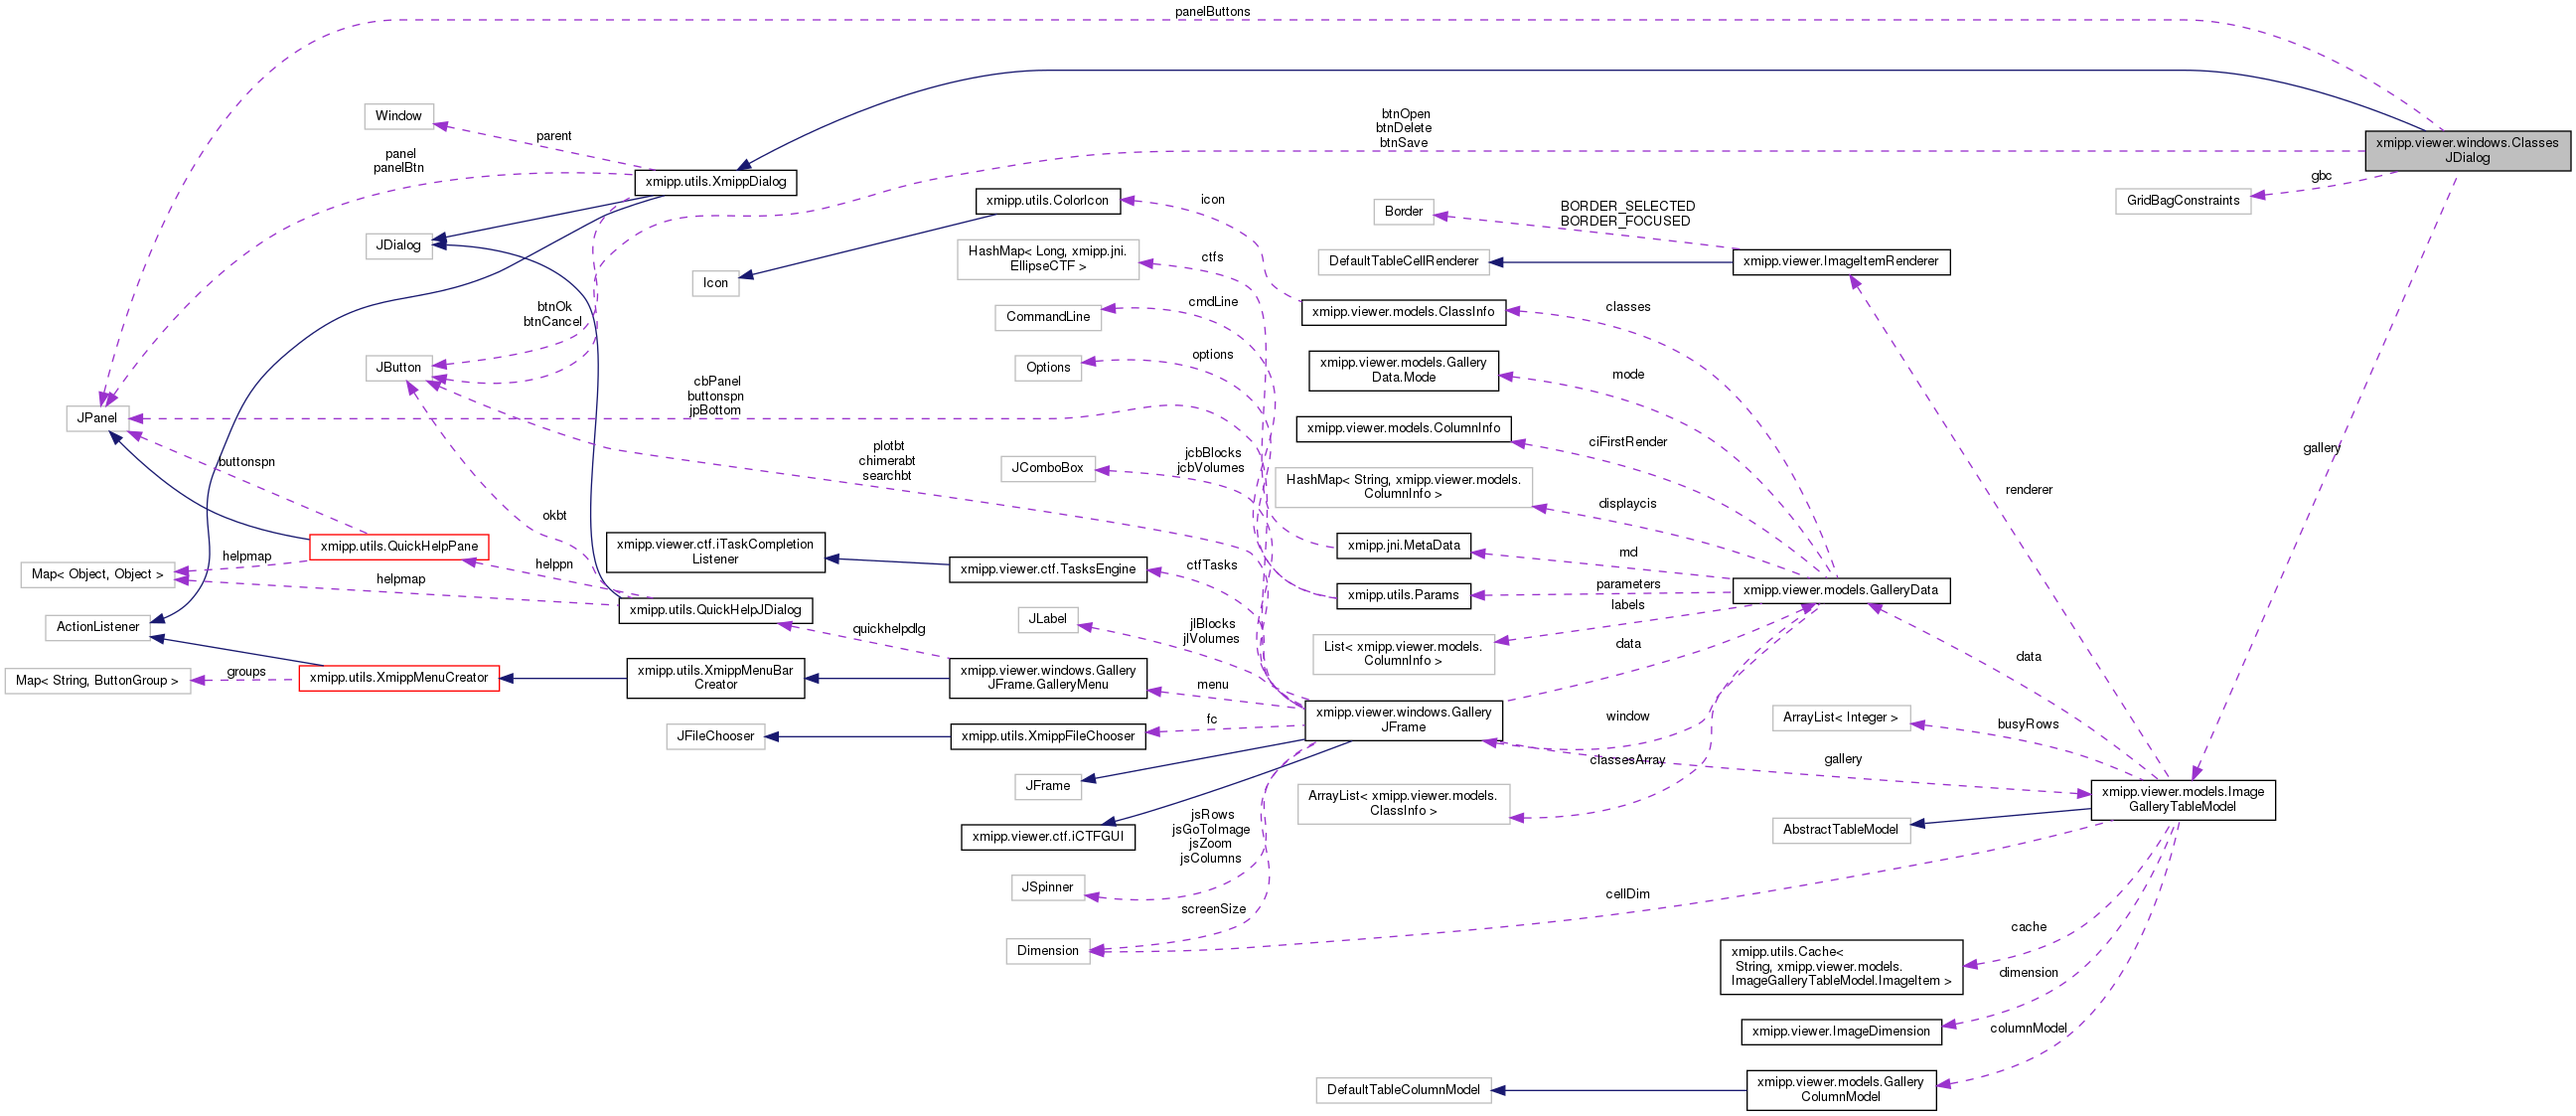 panelButtons
Window
parent
btnOpen
btnDelete
btnSave
xmipp.viewer.windows.Classes
JDialog
panel
panelBtn
xmipp.utils.XmippDialog
gbc
GridBagConstraints
xmipp.utils.ColorIcon
icon
Border
BORDER_SELECTED
BORDER_FOCUSED
JDialog
HashMap< Long, xmipp.jni.
EllipseCTF >
ctfs
DefaultTableCellRenderer
xmipp.viewer.ImageItemRenderer
Icon
btnOk
btnCancel
cmdLine
CommandLine
xmipp.viewer.models.ClassInfo
classes
JButton
options
Options
xmipp.viewer.models.Gallery
Data.Mode
mode
cbPanel
buttonspn
jpBottom
JPanel
xmipp.viewer.models.ColumnInfo
ciFirstRender
gallery
plotbt
chimerabt
searchbt
jcbBlocks
jcbVolumes
JComboBox
buttonspn
HashMap< String, xmipp.viewer.models.
ColumnInfo >
displaycis
renderer
okbt
xmipp.utils.QuickHelpPane
xmipp.viewer.ctf.iTaskCompletion
Listener
xmipp.jni.MetaData
md
helpmap
helppn
Map< Object, Object >
helpmap
xmipp.viewer.ctf.TasksEngine
ctfTasks
xmipp.utils.Params
parameters
xmipp.viewer.models.GalleryData
labels
xmipp.utils.QuickHelpJDialog
ActionListener
quickhelpdlg
JLabel
jlBlocks
jlVolumes
List< xmipp.viewer.models.
ColumnInfo >
data
data
Map< String, ButtonGroup >
groups
xmipp.utils.XmippMenuCreator
xmipp.utils.XmippMenuBar
Creator
xmipp.viewer.windows.Gallery
JFrame.GalleryMenu
menu
xmipp.viewer.windows.Gallery
JFrame
window
ArrayList< Integer >
busyRows
JFileChooser
xmipp.utils.XmippFileChooser
fc
classesArray
gallery
JFrame
ArrayList< xmipp.viewer.models.
ClassInfo >
xmipp.viewer.models.Image
GalleryTableModel
xmipp.viewer.ctf.iCTFGUI
jsRows
jsGoToImage
jsZoom
jsColumns
AbstractTableModel
JSpinner
screenSize
cellDim
Dimension
cache
xmipp.utils.Cache<
String, xmipp.viewer.models.
ImageGalleryTableModel.ImageItem >
dimension
xmipp.viewer.ImageDimension
columnModel
DefaultTableColumnModel
xmipp.viewer.models.Gallery
ColumnModel